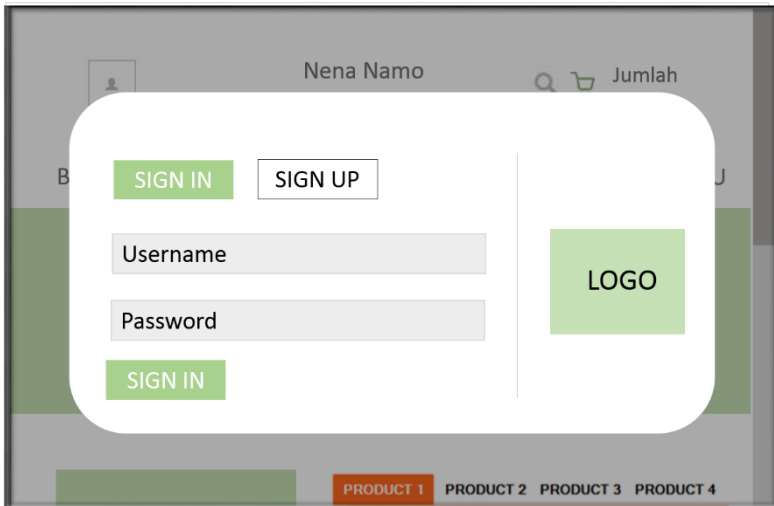 Nena Namo
Jumlah
B
U
SIGN IN
SIGN UP
Username
Password
SIGN IN
LOGO
PRODUCT 1
PRODUCT 2
PRODUCT 3
PRODUCT 4